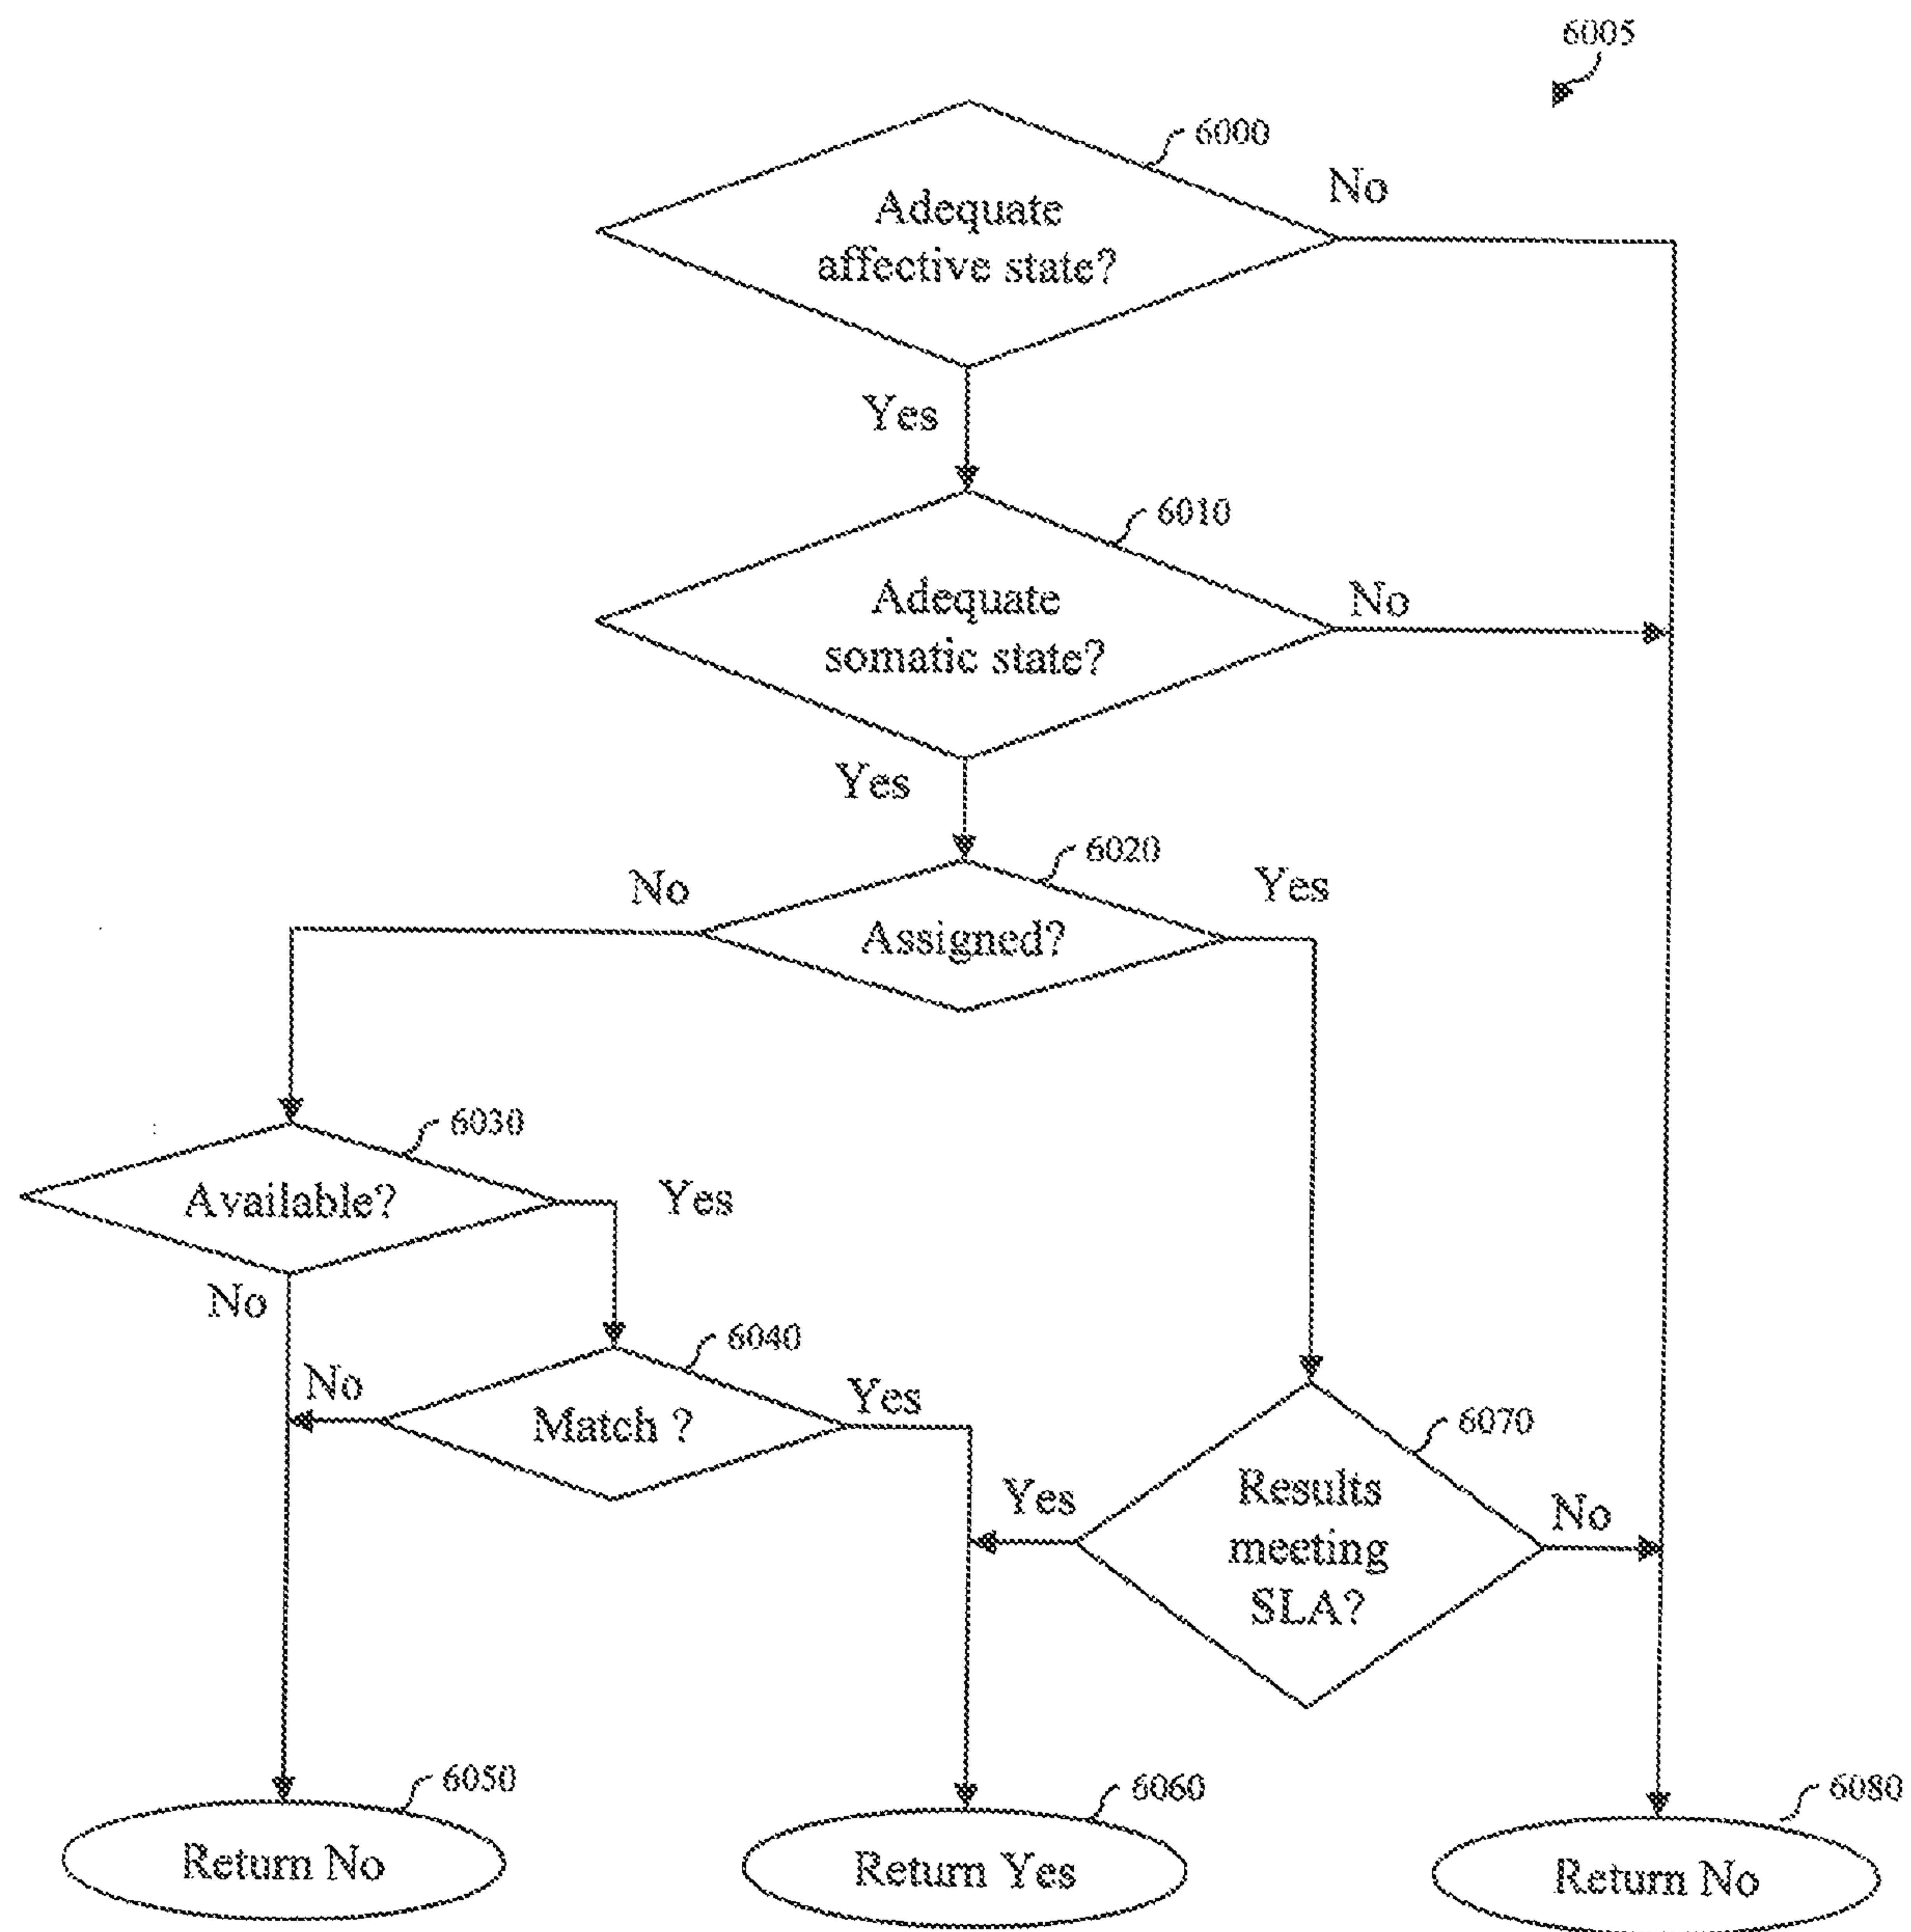 6005
6000
No
Adequate
affective state?
Yes
6010
Adequate
somatic state?
No
Yes
6020
No
Yes
Assigned?
6030
Available?
Yes
No
6040
No
Yes
Match ?
6070
Yes
Results
meeting
SLA?
No
6050
Return No
6060
Return Yes
6080
Return No